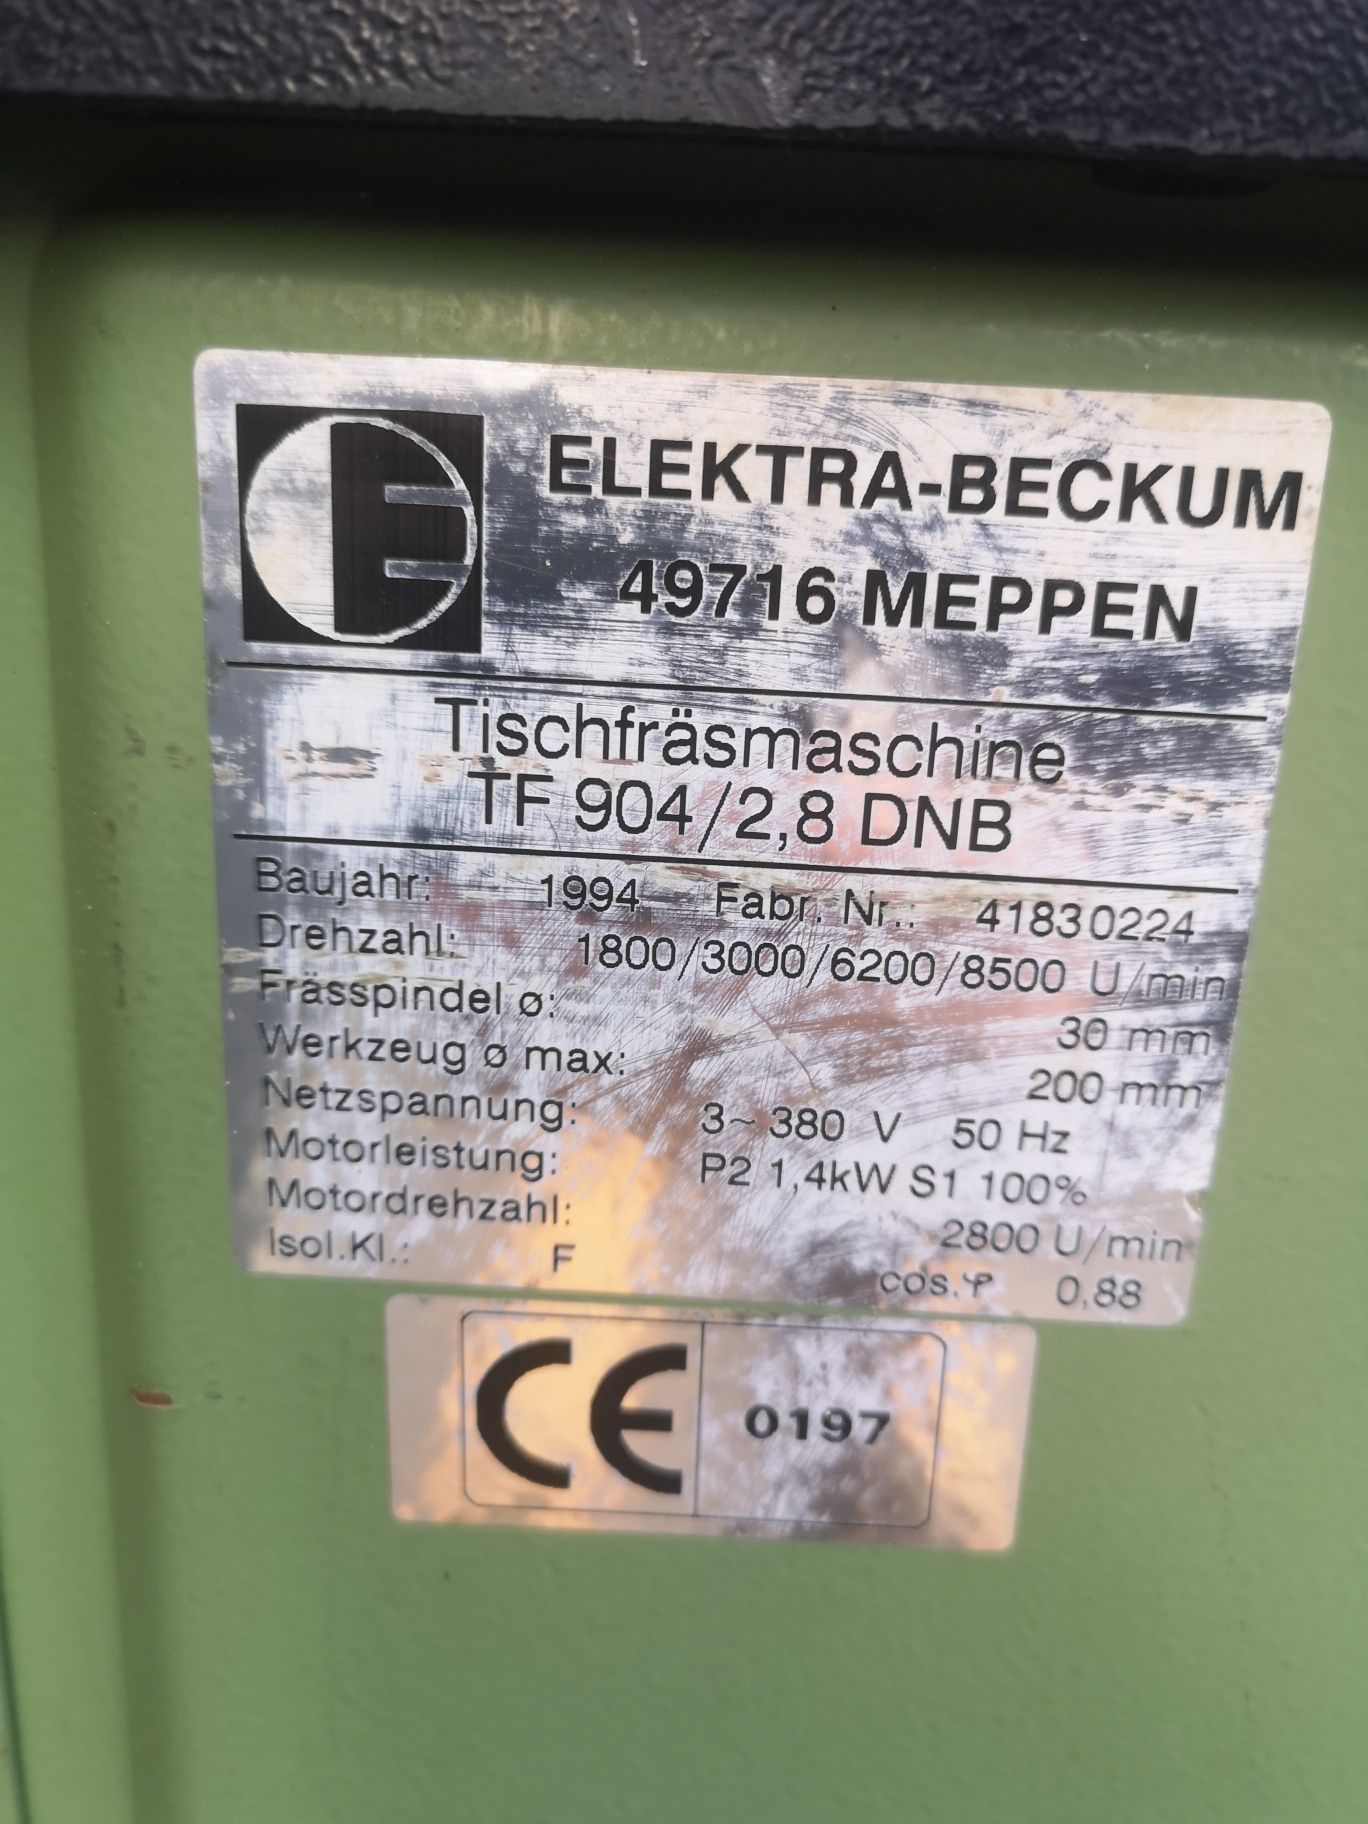 ELEKTRA-BECKUM
49716 MEPPEN
Tischfräsmaschine
TF 904/2,8 DNB
Baujahr: 1994 Fabr. Nr.: 41830224
Drehzahl: 1800/3000/6200/8500 U/min
Frässpindel ø: 30 mm
Werkzeug ø max: 200 mm
Netzspannung: 3~ 380 V 50 Hz
Motorleistung: P2 1,4kW S1 100%
Motordrehzahl: 2800 U/min
Isol.Kl.: F cos.φ 0,88
CE 0197